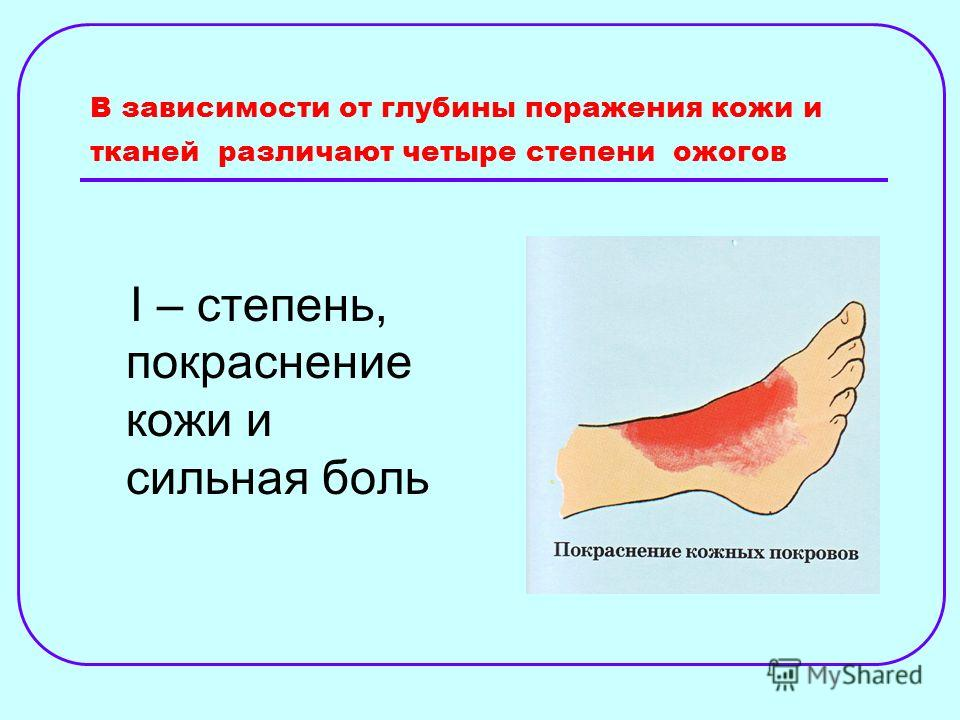 В зависимости от глубины поражения кожи и
тканей различают четыре степени ожогов
I – степень,
покраснение
кожи и
сильная боль
Покраснение кожных покровов
MyShared